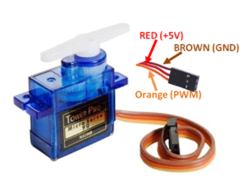 RED (+5V)
BROWN (GND)
Orange (PWM)
Tower Pro